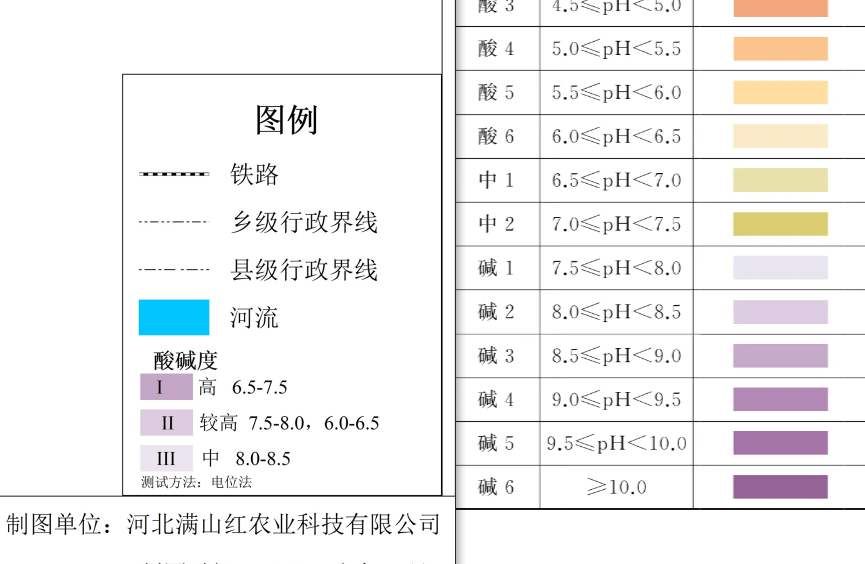 图例
铁路
乡级行政界线
县级行政界线
河流
酸碱度
I 高 6.5-7.5
II 较高 7.5-8.0，6.0-6.5
III 中 8.0-8.5
测试方法：电位法
制图单位：河北满山红农业科技有限公司
酸 3 4.5≤pH<5.0
酸 4 5.0≤pH<5.5
酸 5 5.5≤pH<6.0
酸 6 6.0≤pH<6.5
中 1 6.5≤pH<7.0
中 2 7.0≤pH<7.5
碱 1 7.5≤pH<8.0
碱 2 8.0≤pH<8.5
碱 3 8.5≤pH<9.0
碱 4 9.0≤pH<9.5
碱 5 9.5≤pH<10.0
碱 6 ≥10.0